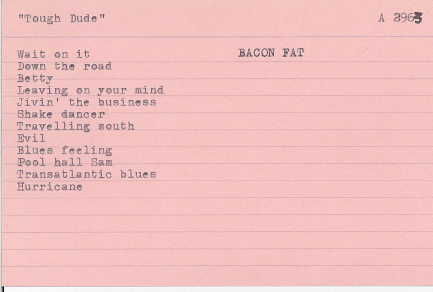 "Tough Dude" A 2963
Wait on it BACON FAT
Down the road
Betty
Leaving on your mind
Jivin' the business
Shake dancer
Travelling south
Evil
Blues feeling
Pool hall Sam
Transatlantic blues
Hurricane